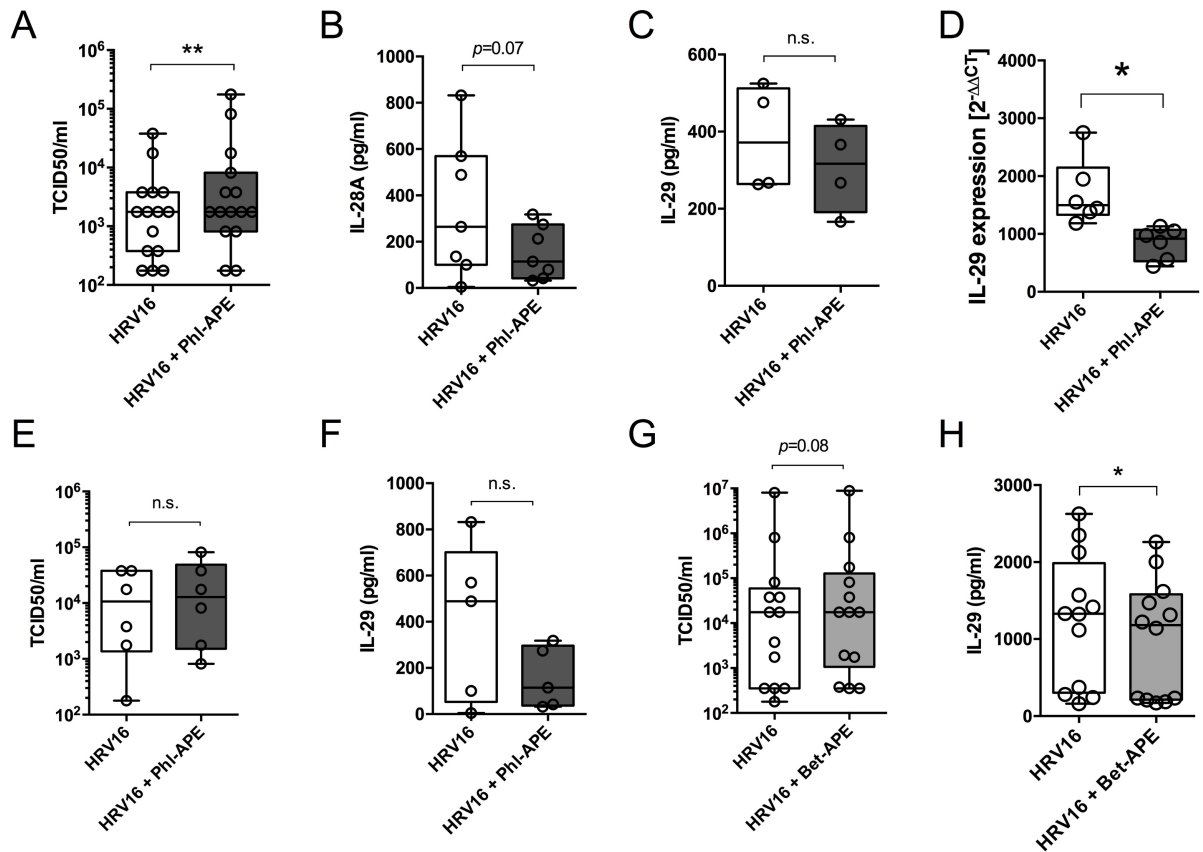 A
**
TCID50/ml
10^6
10^5
10^4
10^3
10^2
HRV16
HRV16 + Phl-APE
B
p=0.07
IL-28A (pg/ml)
1000
800
600
400
200
0
HRV16
HRV16 + Phl-APE
C
n.s.
IL-29 (pg/ml)
600
400
200
0
HRV16
HRV16 + Phl-APE
D
*
IL-29 expression [2^-ΔΔCT]
4000
3000
2000
1000
0
HRV16
HRV16 + Phl-APE
E
n.s.
TCID50/ml
10^6
10^5
10^4
10^3
10^2
HRV16
HRV16 + Phl-APE
F
n.s.
IL-29 (pg/ml)
1000
800
600
400
200
0
HRV16
HRV16 + Phl-APE
G
p=0.08
TCID50/ml
10^7
10^6
10^5
10^4
10^3
10^2
HRV16
HRV16 + Bet-APE
H
*
IL-29 (pg/ml)
3000
2000
1000
0
HRV16
HRV16 + Bet-APE